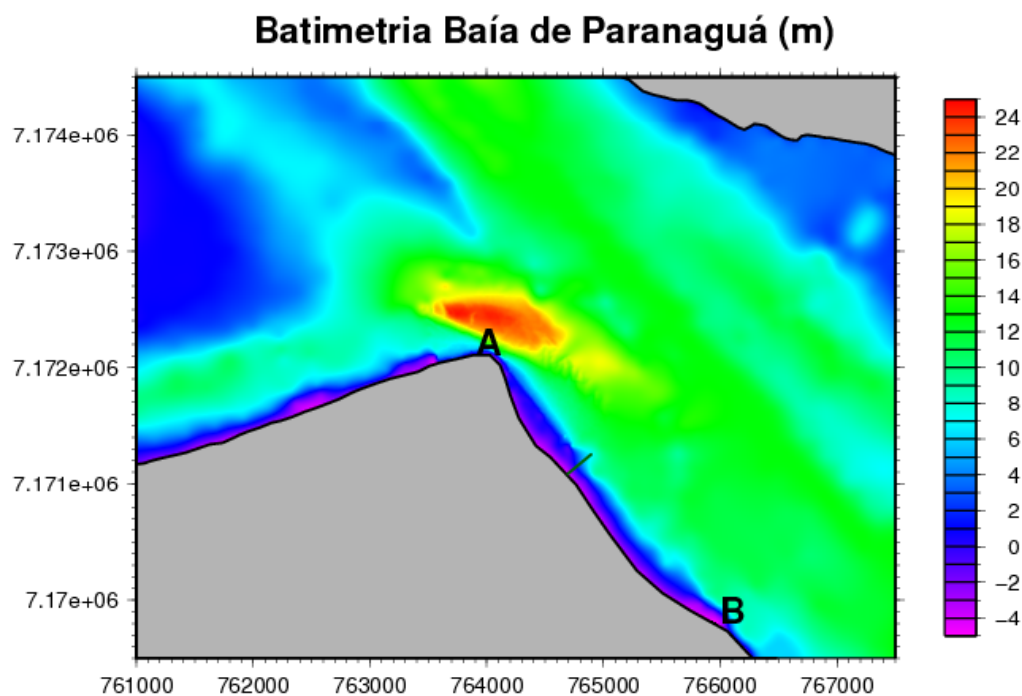 Batimetria Baía de Paranaguá (m)
7.174e+06
7.173e+06
7.172e+06
7.171e+06
7.17e+06
A
B
761000 762000 763000 764000 765000 766000 767000
24
22
20
18
16
14
12
10
8
6
4
2
0
−2
−4